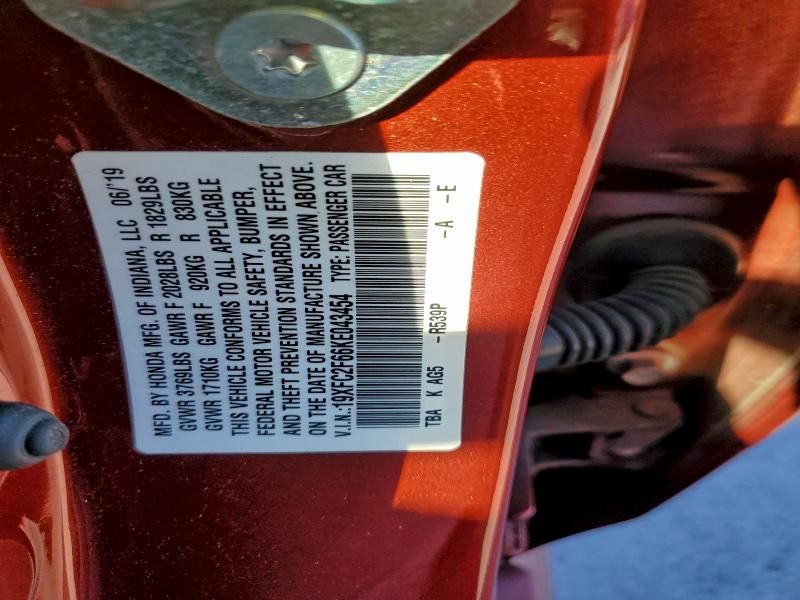 MFD. BY HONDA MFG. OF INDIANA, LLC 06/'19
GVWR 3769LBS GAWR F 2028LBS R 1829LBS
GVWR 1710KG GAWR F 920KG R 830KG
THIS VEHICLE CONFORMS TO ALL APPLICABLE
FEDERAL MOTOR VEHICLE SAFETY, BUMPER,
AND THEFT PREVENTION STANDARDS IN EFFECT
ON THE DATE OF MANUFACTURE SHOWN ABOVE.
V.I.N.:19XFC2F66KE043454 TYPE: PASSENGER CAR
TBA K AG5 -R539P -A -E